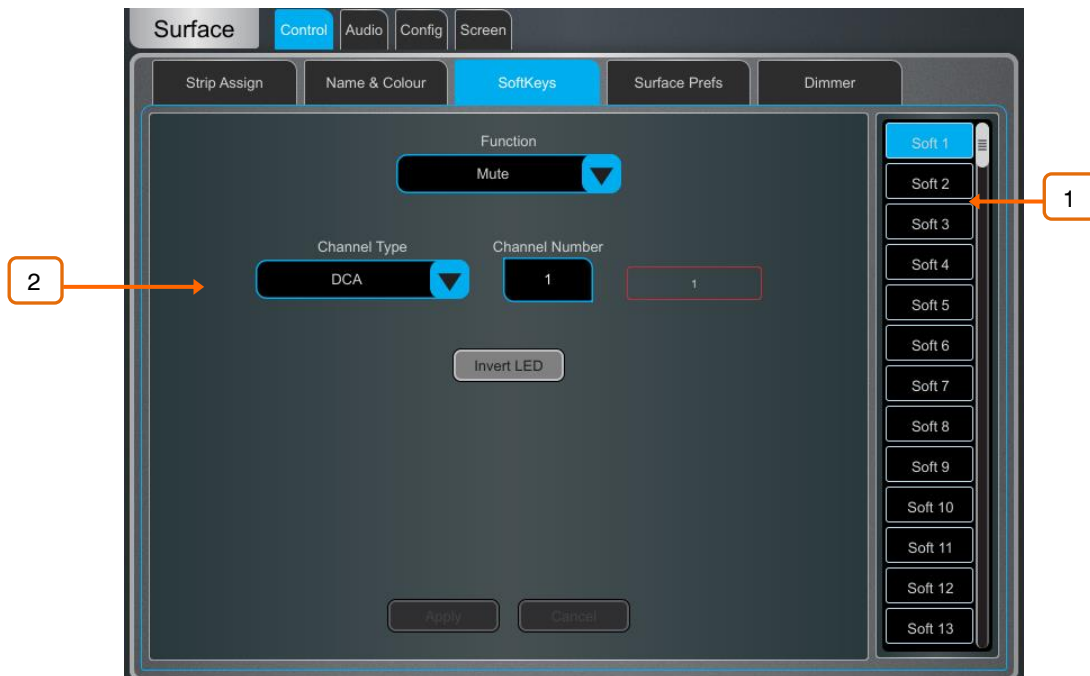 Surface Control Audio Config Screen
Strip Assign Name & Colour SoftKeys Surface Prefs Dimmer
Function
Mute
Channel Type Channel Number
DCA 1 1
Invert LED
Apply Cancel
Soft 1
Soft 2
Soft 3
Soft 4
Soft 5
Soft 6
Soft 7
Soft 8
Soft 9
Soft 10
Soft 11
Soft 12
Soft 13
1
2